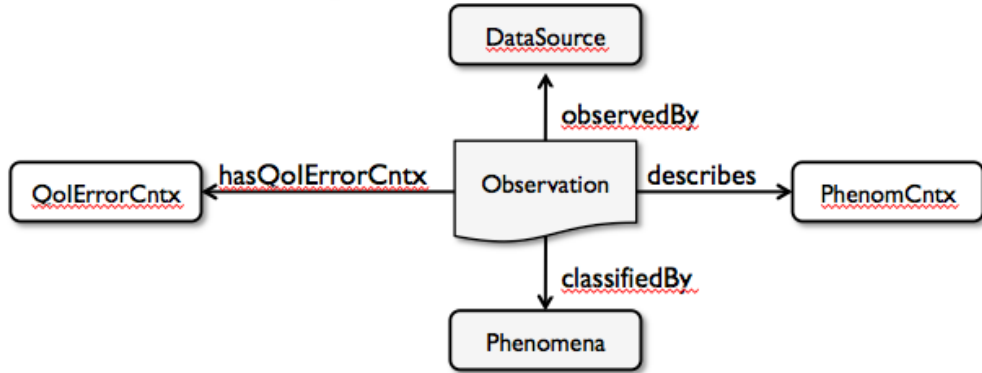 DataSource
observedBy
QoIErrorCntx
hasQoIErrorCntx
Observation
describes
PhenomCntx
classifiedBy
Phenomena